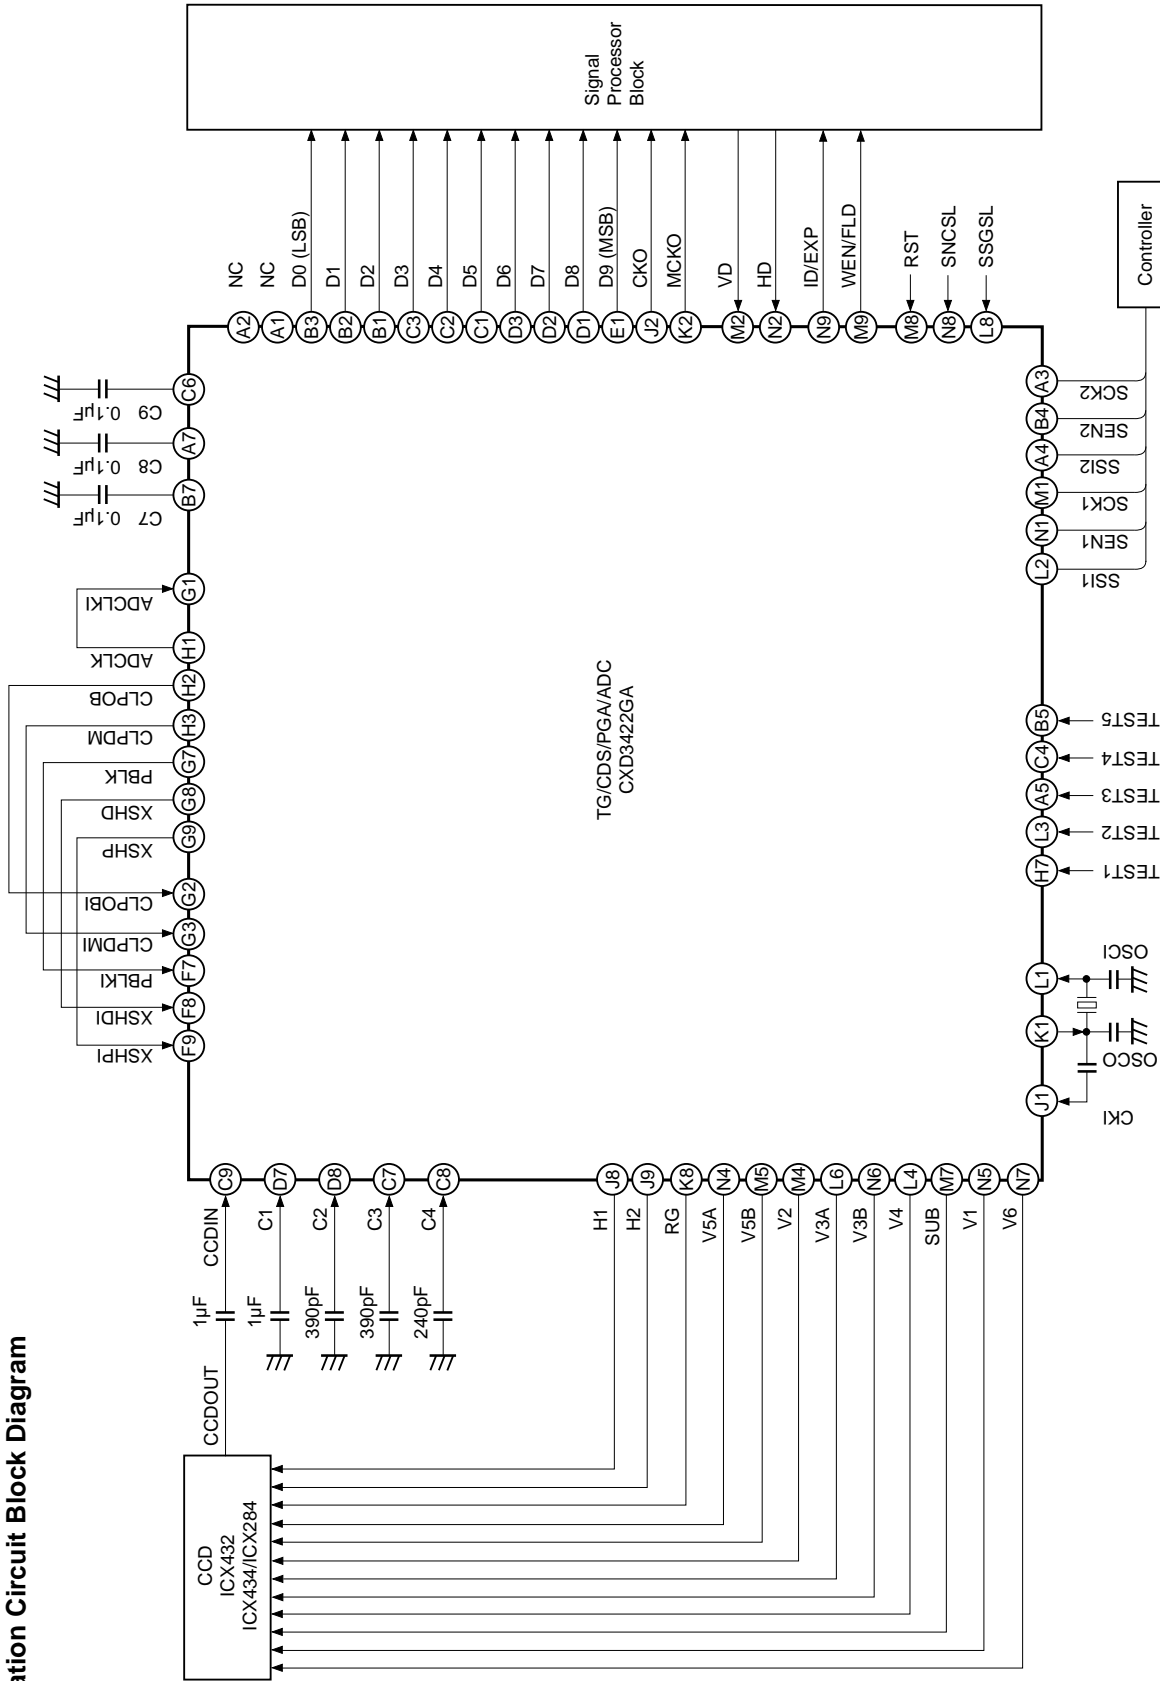 ation Circuit Block Diagram
Signal
Processor
Block
Controller
NC
NC
D0 (LSB)
D1
D2
D3
D4
D5
D6
D7
D8
D9 (MSB)
CKO
MCKO
VD
HD
ID/EXP
WEN/FLD
RST
SNCSL
SSGSL
A2
A1
B3
B2
B1
C3
C2
C1
D3
D2
D1
E1
J2
K2
M2
N2
N9
M9
M8
N8
L8
C9 0.1µF
C8 0.1µF
C7 0.1µF
C6
A7
B7
ADCLKI
ADCLK
CLPOB
CLPDM
PBLK
XSHD
XSHP
CLPOBI
CLPDMI
PBLKI
XSHDI
XSHPI
G1
H1
H2
H3
G7
G8
G9
G2
G3
F7
F8
F9
TG/CDS/PGA/ADC
CXD3422GA
A3
B4
A4
M1
N1
L2
SCK2
SEN2
SSI2
SCK1
SEN1
SSI1
B5
C4
A5
L3
H7
TEST5
TEST4
TEST3
TEST2
TEST1
L1
K1
J1
OSCI
OSCO
CKI
C9
D7
D8
C7
C8
J8
J9
K8
N4
M5
M4
L6
N6
L4
M7
N5
N7
CCDIN
C1
C2
C3
C4
H1
H2
RG
V5A
V5B
V2
V3A
V3B
V4
SUB
V1
V6
1µF
1µF
390pF
390pF
240pF
CCDOUT
CCD
ICX432
ICX434/ICX284